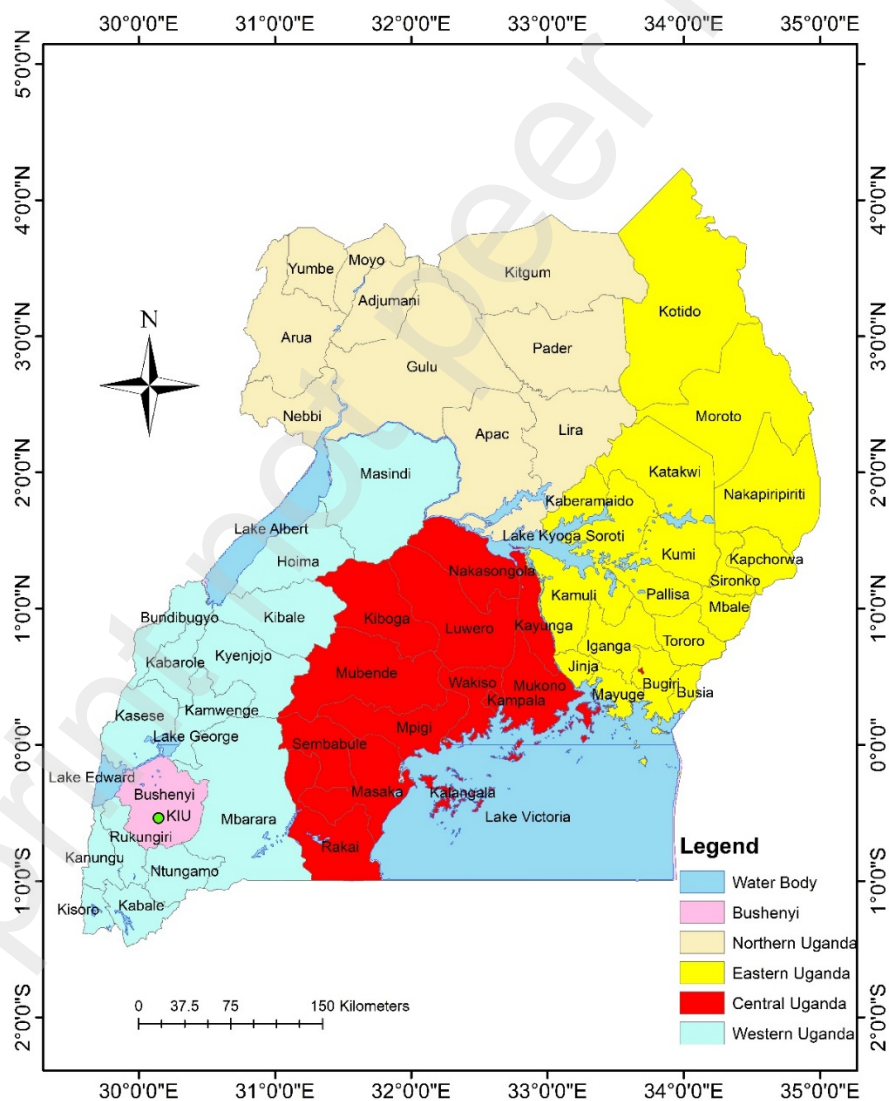 30°0'0"E 31°0'0"E 32°0'0"E 33°0'0"E 34°0'0"E 35°0'0"E
5°0'0"N 5°0'0"N
4°0'0"N 4°0'0"N
3°0'0"N 3°0'0"N
2°0'0"N 2°0'0"N
1°0'0"N 1°0'0"N
0°0'0" 0°0'0"
1°0'0"S 1°0'0"S
2°0'0"S 2°0'0"S
N
Yumbe
Moyo
Adjumani
Kitgum
Kotido
Arua
Gulu
Pader
Nebbi
Apac
Lira
Moroto
Masindi
Katakwi
Nakapiripiriti
Kaberamaido
Lake Albert
Lake Kyoga Soroti
Hoima
Kumi
Kapchorwa
Nakasongola
Sironko
Kamuli
Pallisa
Mbale
Bundibugyo
Kibale
Kiboga
Luwero
Kayunga
Tororo
Kabarole
Kyenjojo
Iganga
Mubende
Jinja
Wakiso
Mukono
Kampala
Mayuge
Bugiri
Busia
Kasese
Kamwenge
Mpigi
Lake George
Sembabule
Lake Edward
Bushenyi
Masaka
Kalangala
KIU
Mbarara
Lake Victoria
Rukungiri
Rakai
Kanungu
Ntungamo
Kisoro
Kabale
Legend
Water Body
Bushenyi
Northern Uganda
Eastern Uganda
Central Uganda
Western Uganda
0 37.5 75 150 Kilometers
30°0'0"E 31°0'0"E 32°0'0"E 33°0'0"E 34°0'0"E 35°0'0"E
not peer